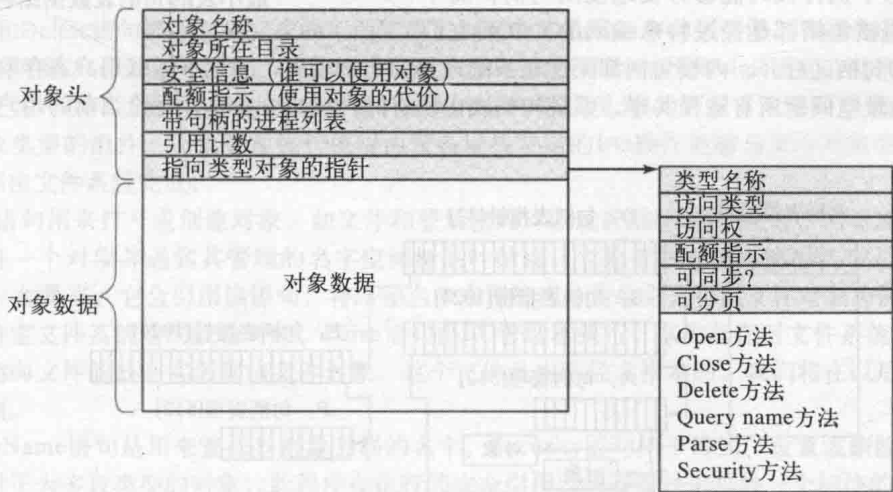 对象头
对象名称
对象所在目录
安全信息（谁可以使用对象）
配额指示（使用对象的代价）
带句柄的进程列表
引用计数
指向类型对象的指针
对象数据
对象数据
类型名称
访问类型
访问权
配额指示
可同步？
可分页
Open方法
Close方法
Delete方法
Query name方法
Parse方法
Security方法